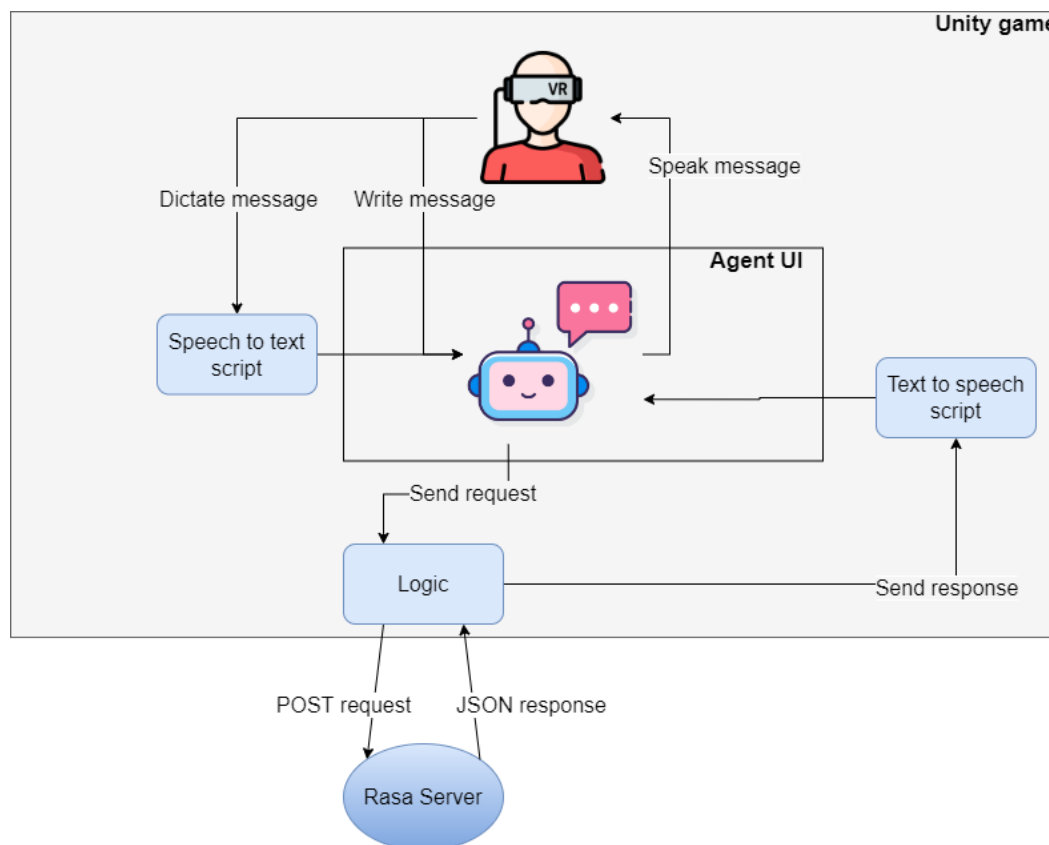 Unity game
VR
Speak message
Dictate message
Write message
Agent UI
Speech to text
script
Text to speech
script
Send request
Logic
Send response
POST request
JSON response
Rasa Server